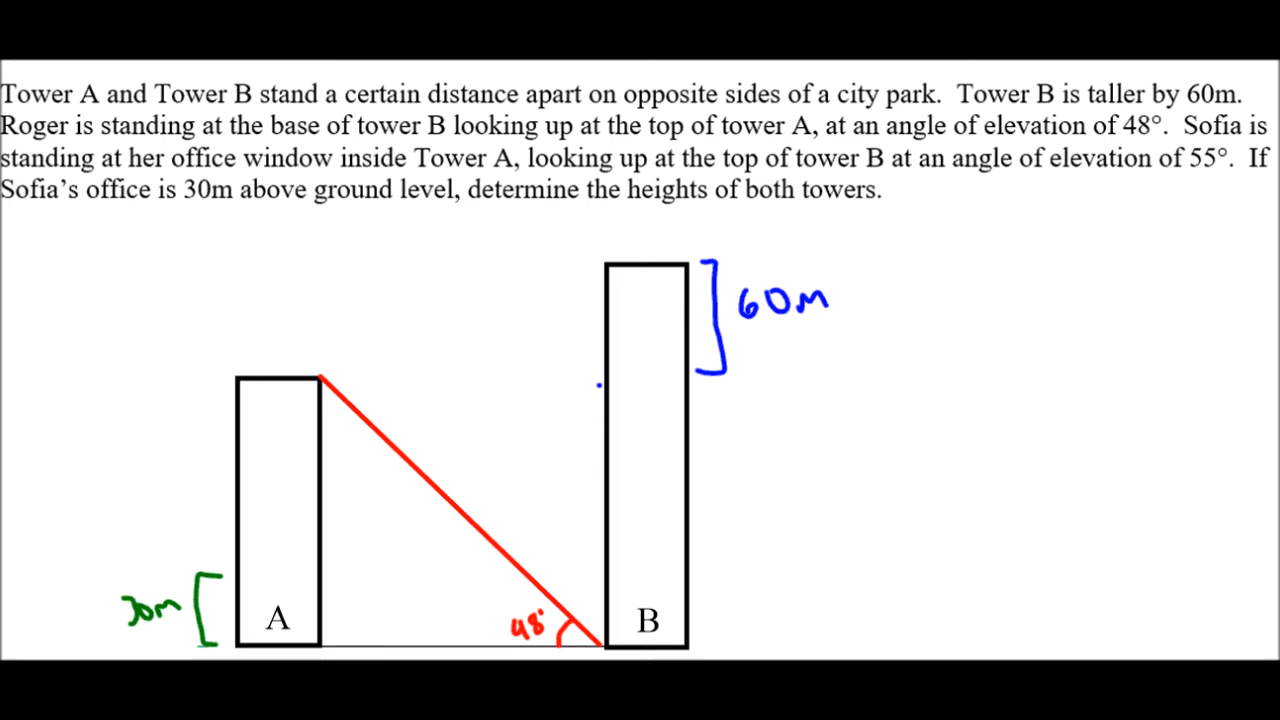 Tower A and Tower B stand a certain distance apart on opposite sides of a city park.  Tower B is taller by 60m.
Roger is standing at the base of tower B looking up at the top of tower A, at an angle of elevation of 48°.  Sofia is
standing at her office window inside Tower A, looking up at the top of tower B at an angle of elevation of 55°.  If
Sofia’s office is 30m above ground level, determine the heights of both towers.
60m
30m
A
48°
B